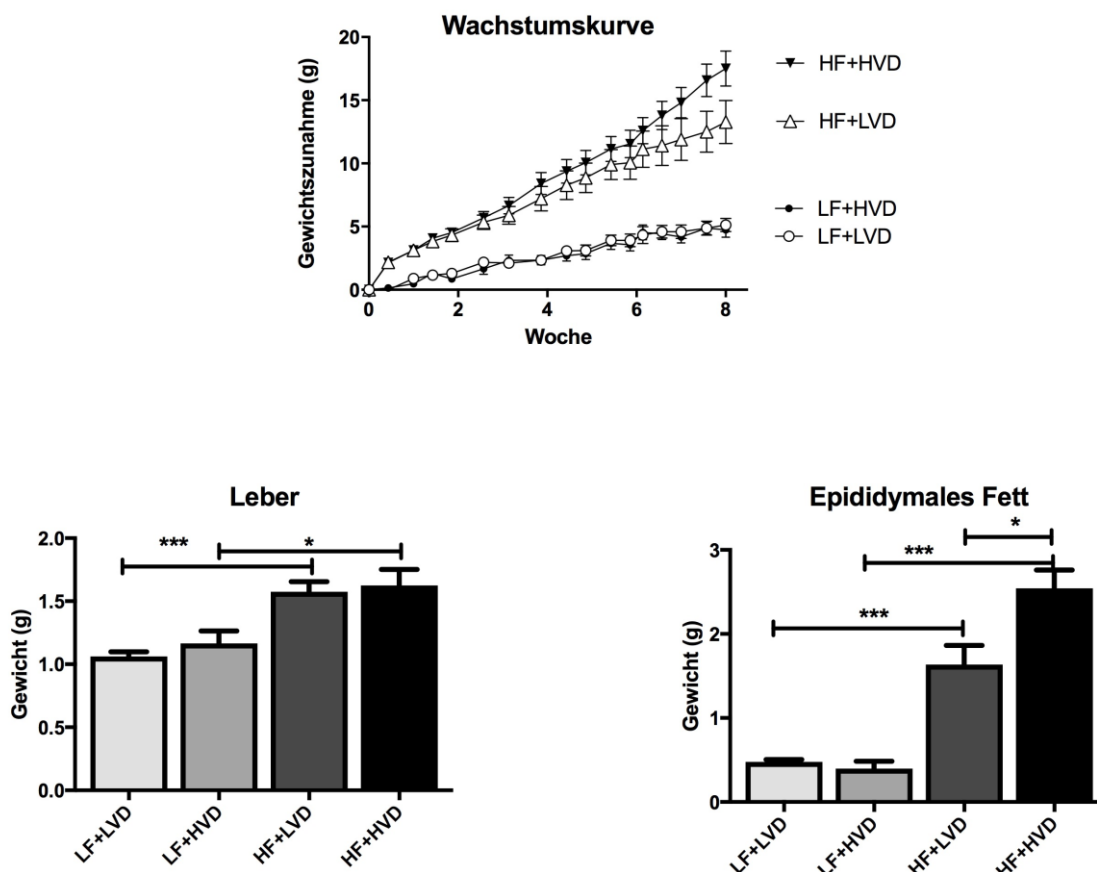 Wachstumskurve
Gewichtszunahme (g)
20
15
10
5
0
0 2 4 6 8
Woche
HF+HVD
HF+LVD
LF+HVD
LF+LVD
Leber
Gewicht (g)
2.0
1.5
1.0
0.5
0.0
*** *
LF+LVD LF+HVD HF+LVD HF+HVD
Epididymales Fett
Gewicht (g)
3
2
1
0
*
***
***
LF+LVD LF+HVD HF+LVD HF+HVD